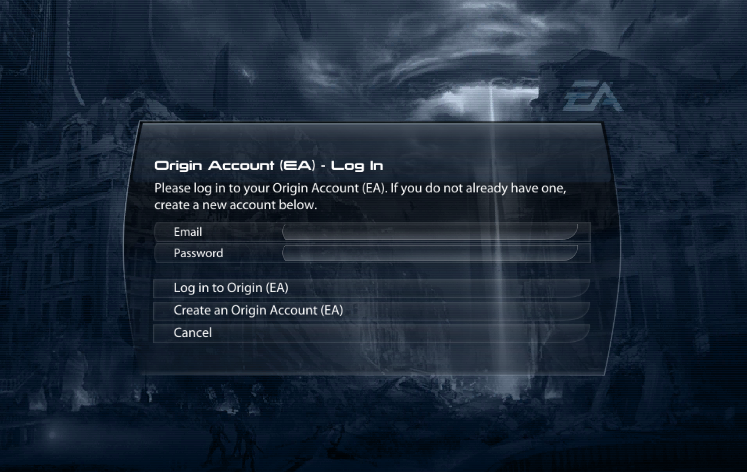 EA
Origin Account (EA) - Log In
Please log in to your Origin Account (EA). If you do not already have one,
create a new account below.
Email
Password
Log in to Origin (EA)
Create an Origin Account (EA)
Cancel